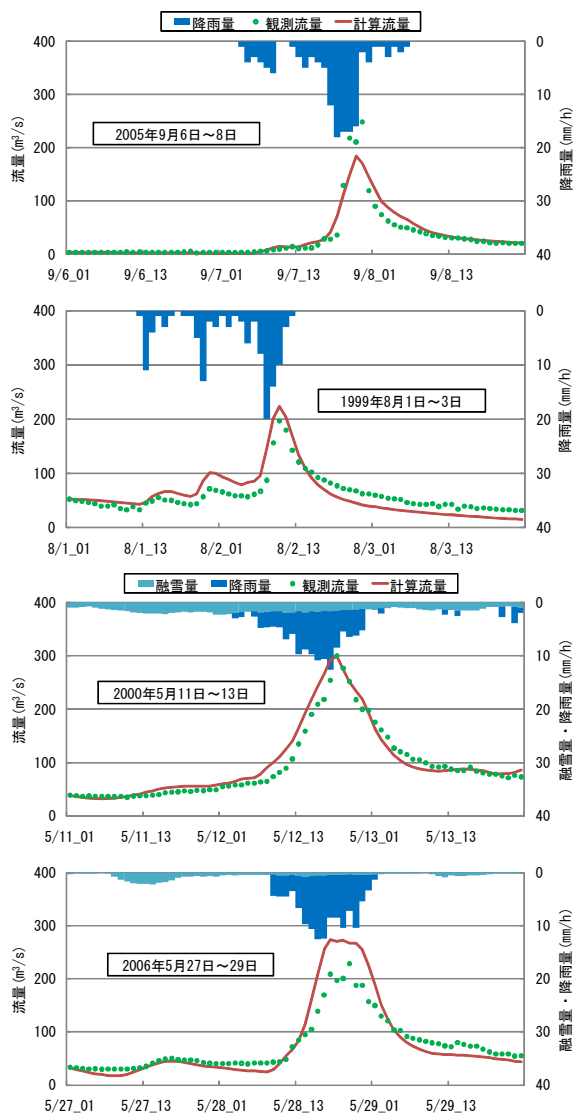 降雨量 観測流量 計算流量
400 0
300 10
200 20
100 30
0 40
流量(m³/s)
降雨量(mm/h)
2005年9月6日～8日
9/6_01 9/6_13 9/7_01 9/7_13 9/8_01 9/8_13
400 0
300 10
200 20
100 30
0 40
流量(m³/s)
降雨量(mm/h)
1999年8月1日～3日
8/1_01 8/1_13 8/2_01 8/2_13 8/3_01 8/3_13
融雪量 降雨量 観測流量 計算流量
400 0
300 10
200 20
100 30
0 40
流量(m³/s)
融雪量・降雨量(mm/h)
2000年5月11日～13日
5/11_01 5/11_13 5/12_01 5/12_13 5/13_01 5/13_13
400 0
300 10
200 20
100 30
0 40
流量(m³/s)
融雪量・降雨量(mm/h)
2006年5月27日～29日
5/27_01 5/27_13 5/28_01 5/28_13 5/29_01 5/29_13